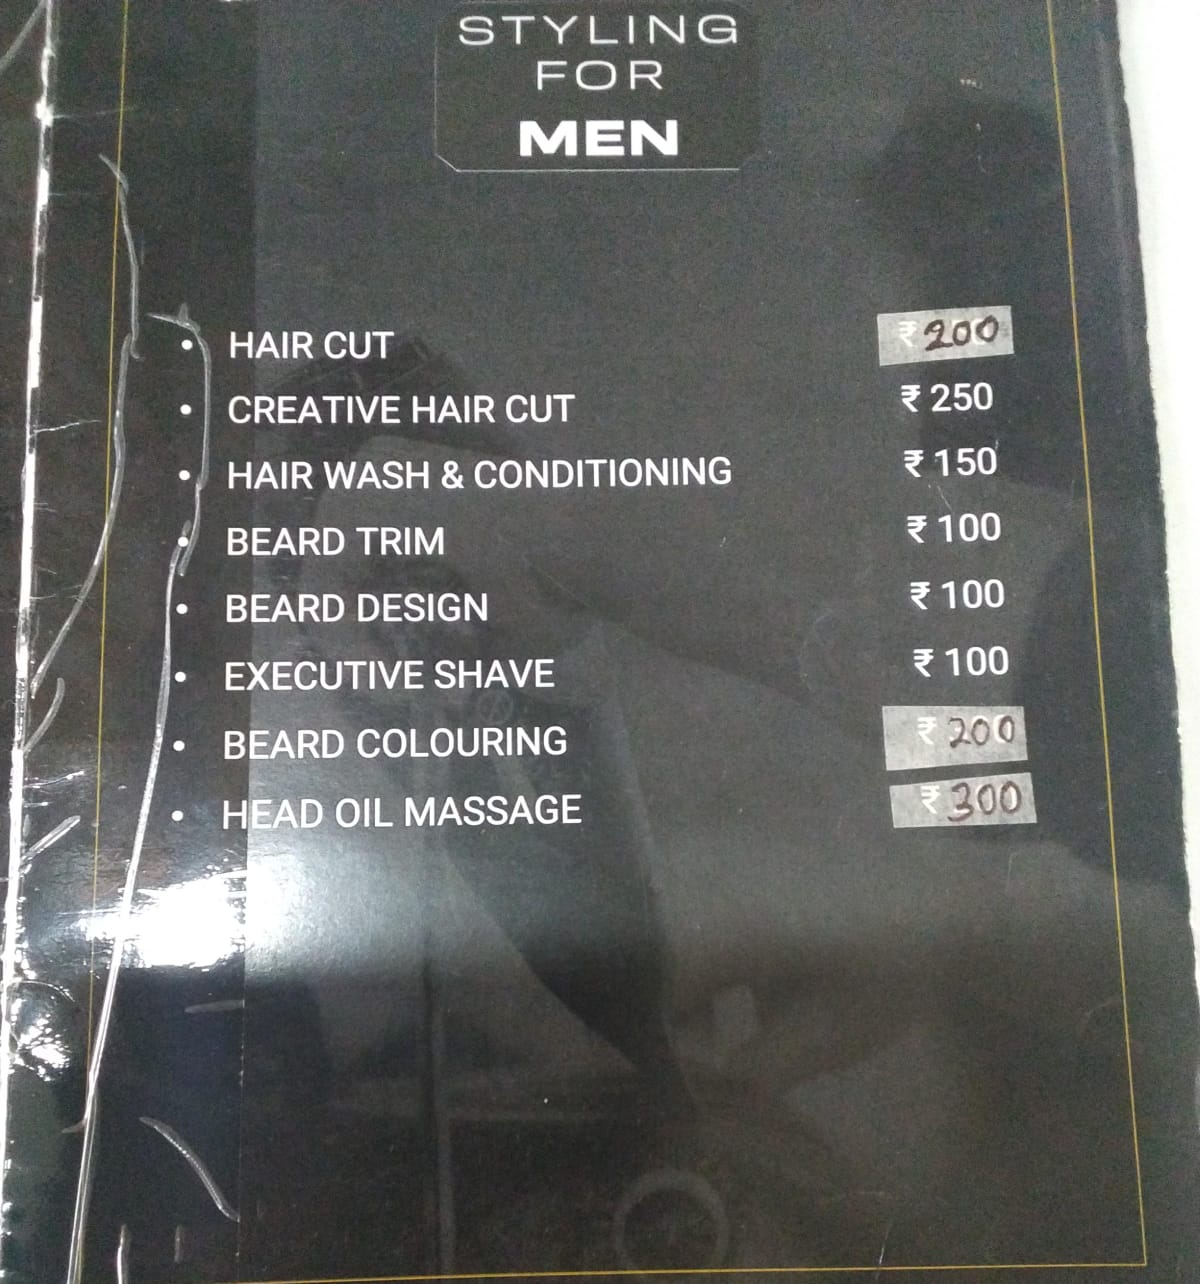 STYLING
FOR
MEN
• HAIR CUT ₹ 200
• CREATIVE HAIR CUT ₹ 250
• HAIR WASH & CONDITIONING ₹ 150
• BEARD TRIM ₹ 100
• BEARD DESIGN ₹ 100
• EXECUTIVE SHAVE ₹ 100
• BEARD COLOURING ₹ 200
• HEAD OIL MASSAGE ₹ 300